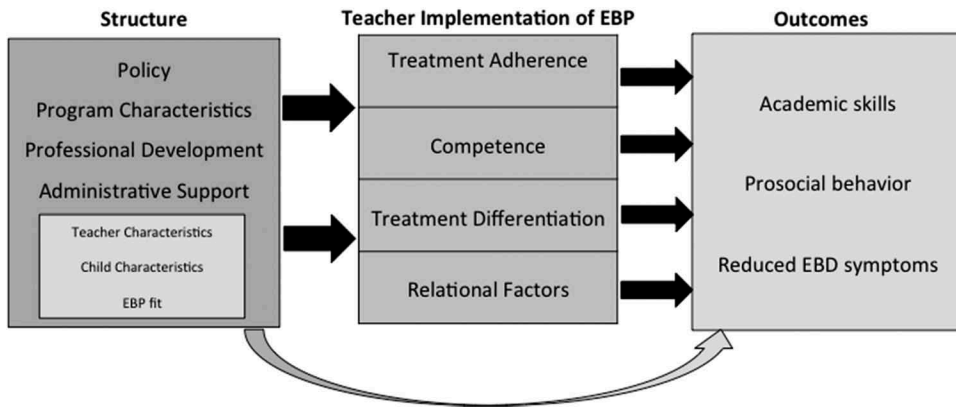 Structure
Policy
Program Characteristics
Professional Development
Administrative Support
Teacher Characteristics
Child Characteristics
EBP fit
Teacher Implementation of EBP
Treatment Adherence
Competence
Treatment Differentiation
Relational Factors
Outcomes
Academic skills
Prosocial behavior
Reduced EBD symptoms